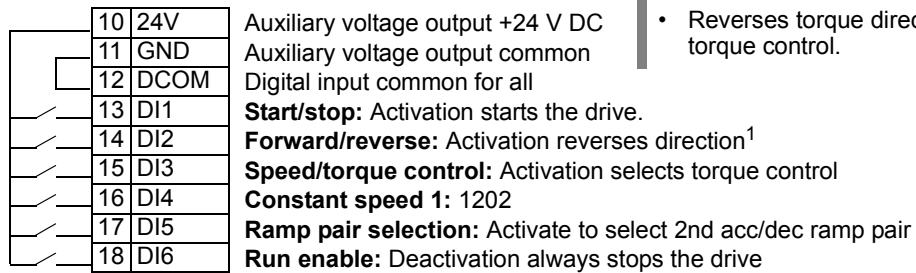 10 24V Auxiliary voltage output +24 V DC
11 GND Auxiliary voltage output common
12 DCOM Digital input common for all
13 DI1 Start/stop: Activation starts the drive.
14 DI2 Forward/reverse: Activation reverses direction1
15 DI3 Speed/torque control: Activation selects torque control
16 DI4 Constant speed 1: 1202
17 DI5 Ramp pair selection: Activate to select 2nd acc/dec ramp pair
18 DI6 Run enable: Deactivation always stops the drive
• Reverses torque
torque control.